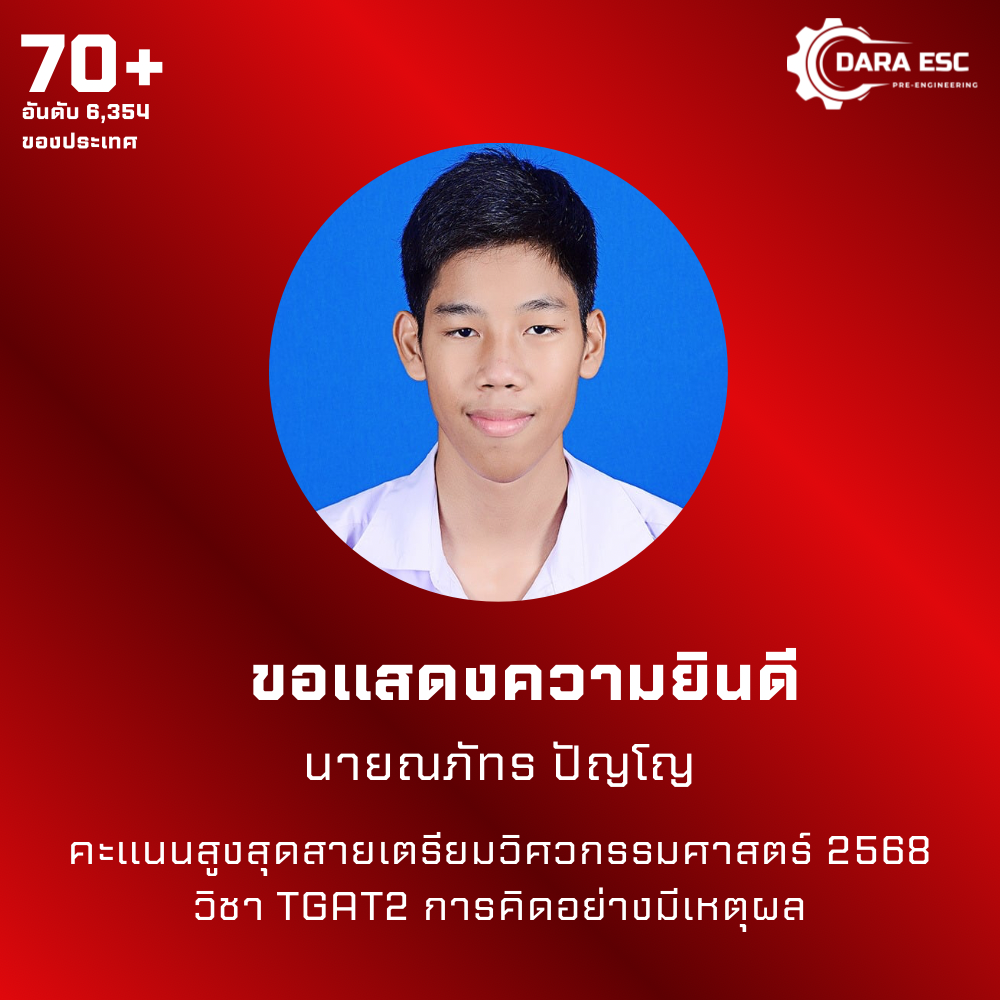 70+
อันดับ 6,354
ของประเทศ
DARA ESC
PRE-ENGINEERING
ขอแสดงความยินดี
นายณภัทร ปัญโญ
คะแนนสูงสุดสายเตรียมวิศวกรรมศาสตร์ 2568
วิชา TGAT2 การคิดอย่างมีเหตุผล